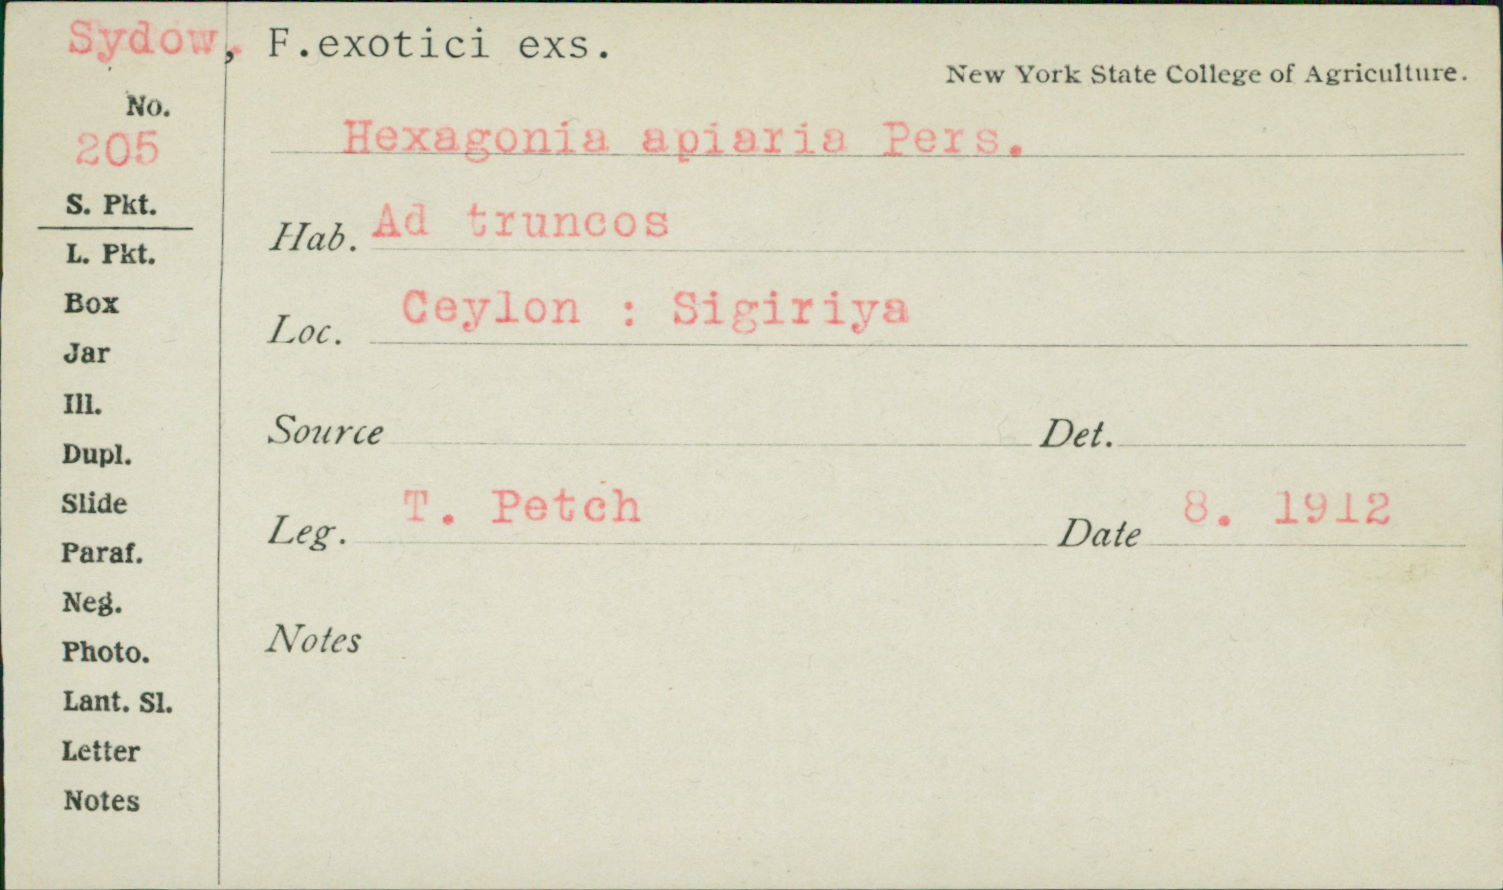 Sydow., F.exotici exs.
New York State College of Agriculture.
No.
205
Hexagonia apiaria Pers.
S. Pkt.
Hab. Ad truncos
L. Pkt.
Box
Loc. Ceylon : Sigiriya
Jar
Ill.
Source Det.
Dupl.
Slide
Leg. T. Petch Date 8. 1912
Paraf.
Neg.
Notes
Photo.
Lant. Sl.
Letter
Notes